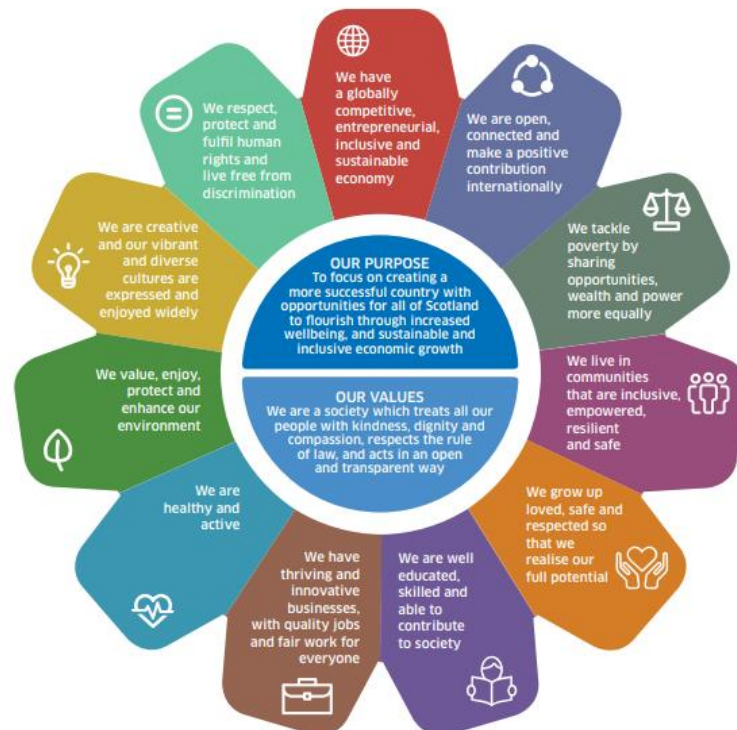 We have
a globally
competitive,
entrepreneurial,
inclusive and
sustainable
economy
We are open,
connected and
make a positive
contribution
internationally
We tackle
poverty by
sharing
opportunities,
wealth and power
more equally
We live in
communities
that are inclusive,
empowered,
resilient
and safe
We grow up
loved, safe and
respected so
that we
realise our
full potential
We are well
educated,
skilled and
able to
contribute
to society
We have
thriving and
innovative
businesses,
with quality jobs
and fair work for
everyone
We are
healthy and
active
We value, enjoy,
protect and
enhance our
environment
We are creative
and our vibrant
and diverse
cultures are
expressed and
enjoyed widely
We respect,
protect and
fulfil human
rights and
live free from
discrimination
OUR PURPOSE
To focus on creating a
more successful country with
opportunities for all of Scotland
to flourish through increased
wellbeing, and sustainable and
inclusive economic growth
OUR VALUES
We are a society which treats all our
people with kindness, dignity and
compassion, respects the rule
of law, and acts in an open
and transparent way